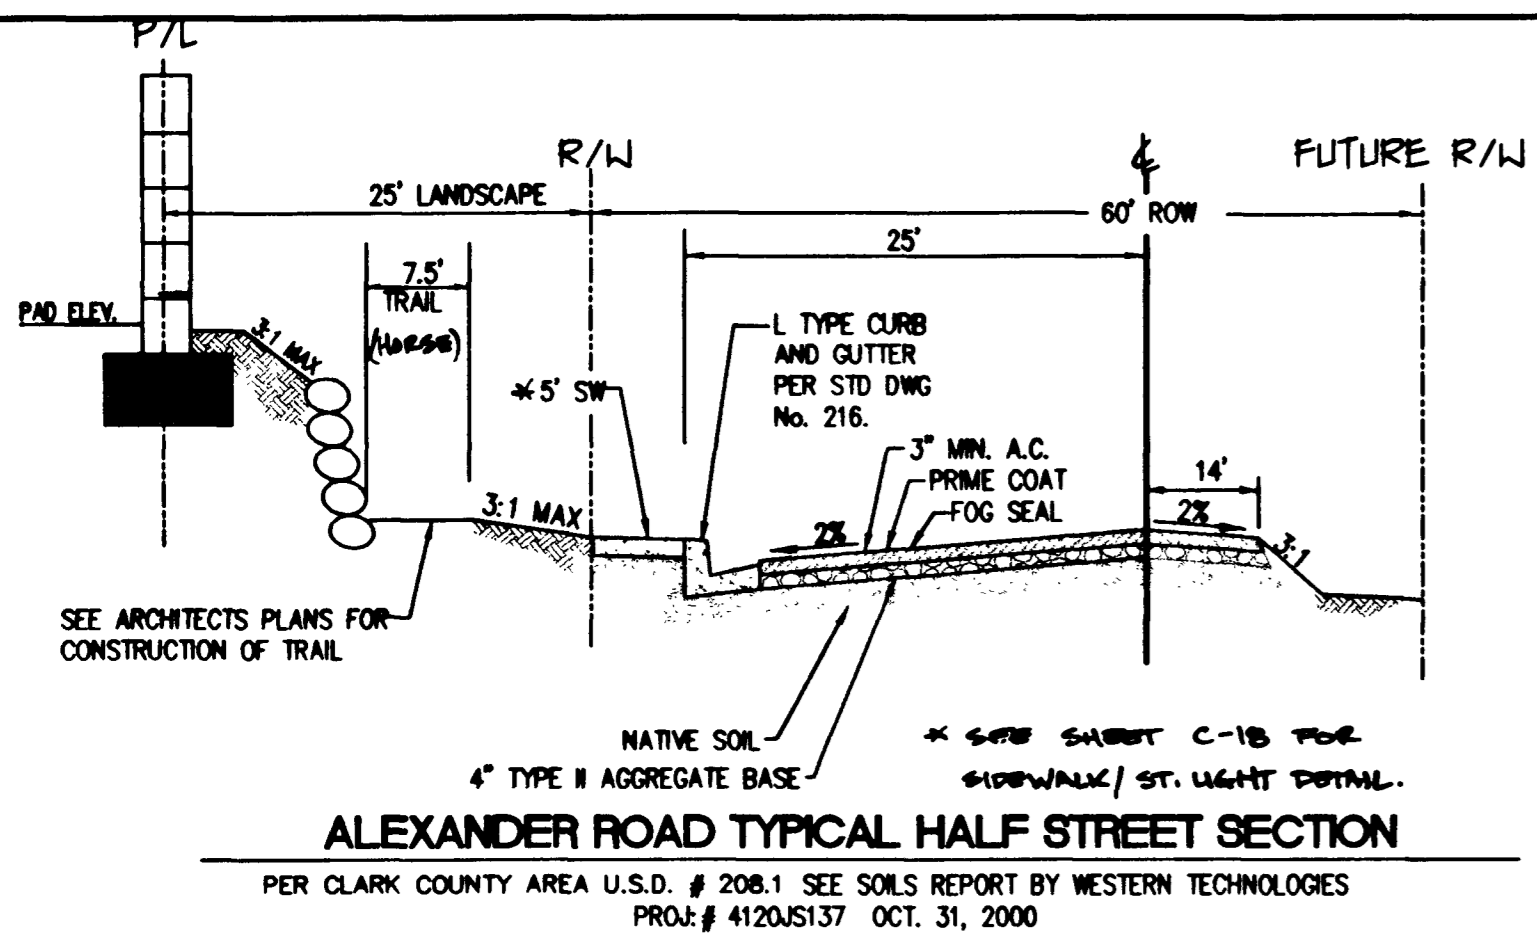 P/L
R/W
℄
FUTURE R/W
25' LANDSCAPE
60' ROW
25'
7.5'
TRAIL
(HORSE)
PAD ELEV.
3:1 MAX
L TYPE CURB
AND GUTTER
PER STD DWG
No. 216.
* 5' SW
3" MIN. A.C.
PRIME COAT
FOG SEAL
14'
3:1 MAX
2%
2%
3:1
SEE ARCHITECTS PLANS FOR
CONSTRUCTION OF TRAIL
NATIVE SOIL
4" TYPE II AGGREGATE BASE
* SEE SHEET C-18 FOR
SIDEWALK/ ST. LIGHT DETAIL.
ALEXANDER ROAD TYPICAL HALF STREET SECTION
PER CLARK COUNTY AREA U.S.D. # 208.1 SEE SOILS REPORT BY WESTERN TECHNOLOGIES
PROJ:# 4120JS137 OCT. 31, 2000